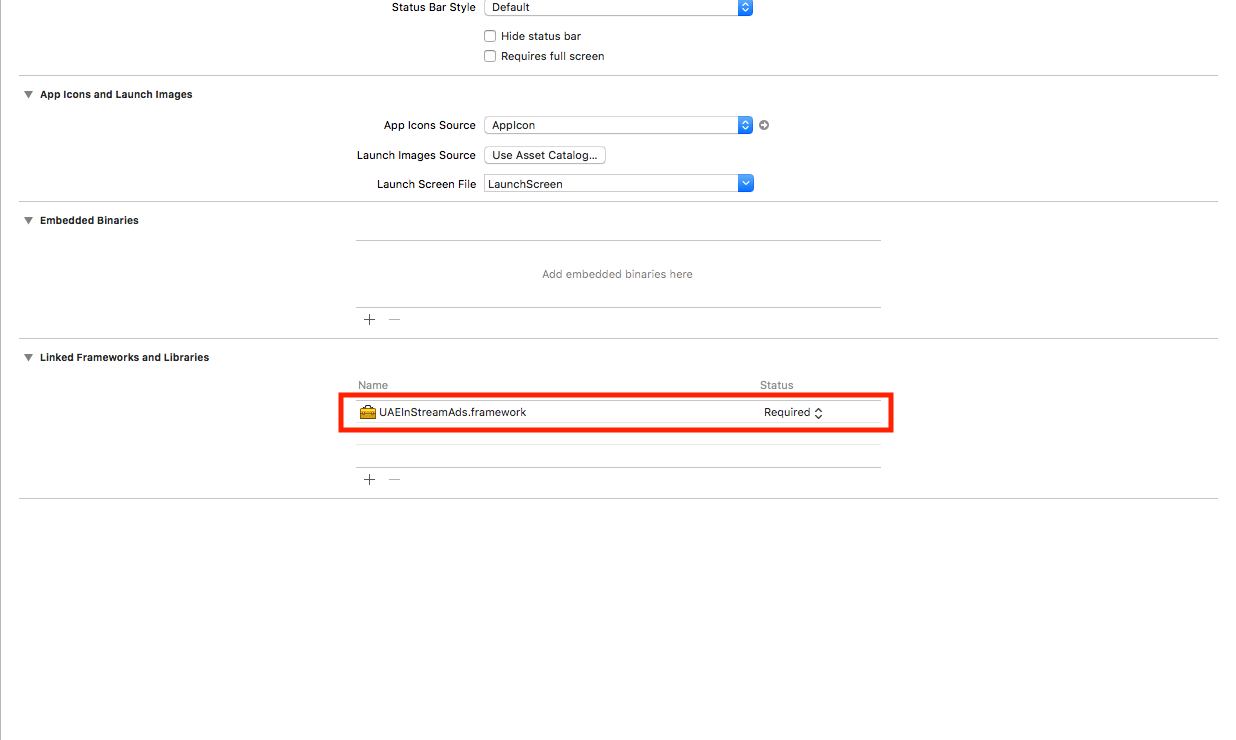 Status Bar Style Default
Hide status bar
Requires full screen
App Icons and Launch Images
App Icons Source AppIcon
Launch Images Source Use Asset Catalog...
Launch Screen File LaunchScreen
Embedded Binaries
Add embedded binaries here
Linked Frameworks and Libraries
Name Status
UAEInStreamAds.framework Required